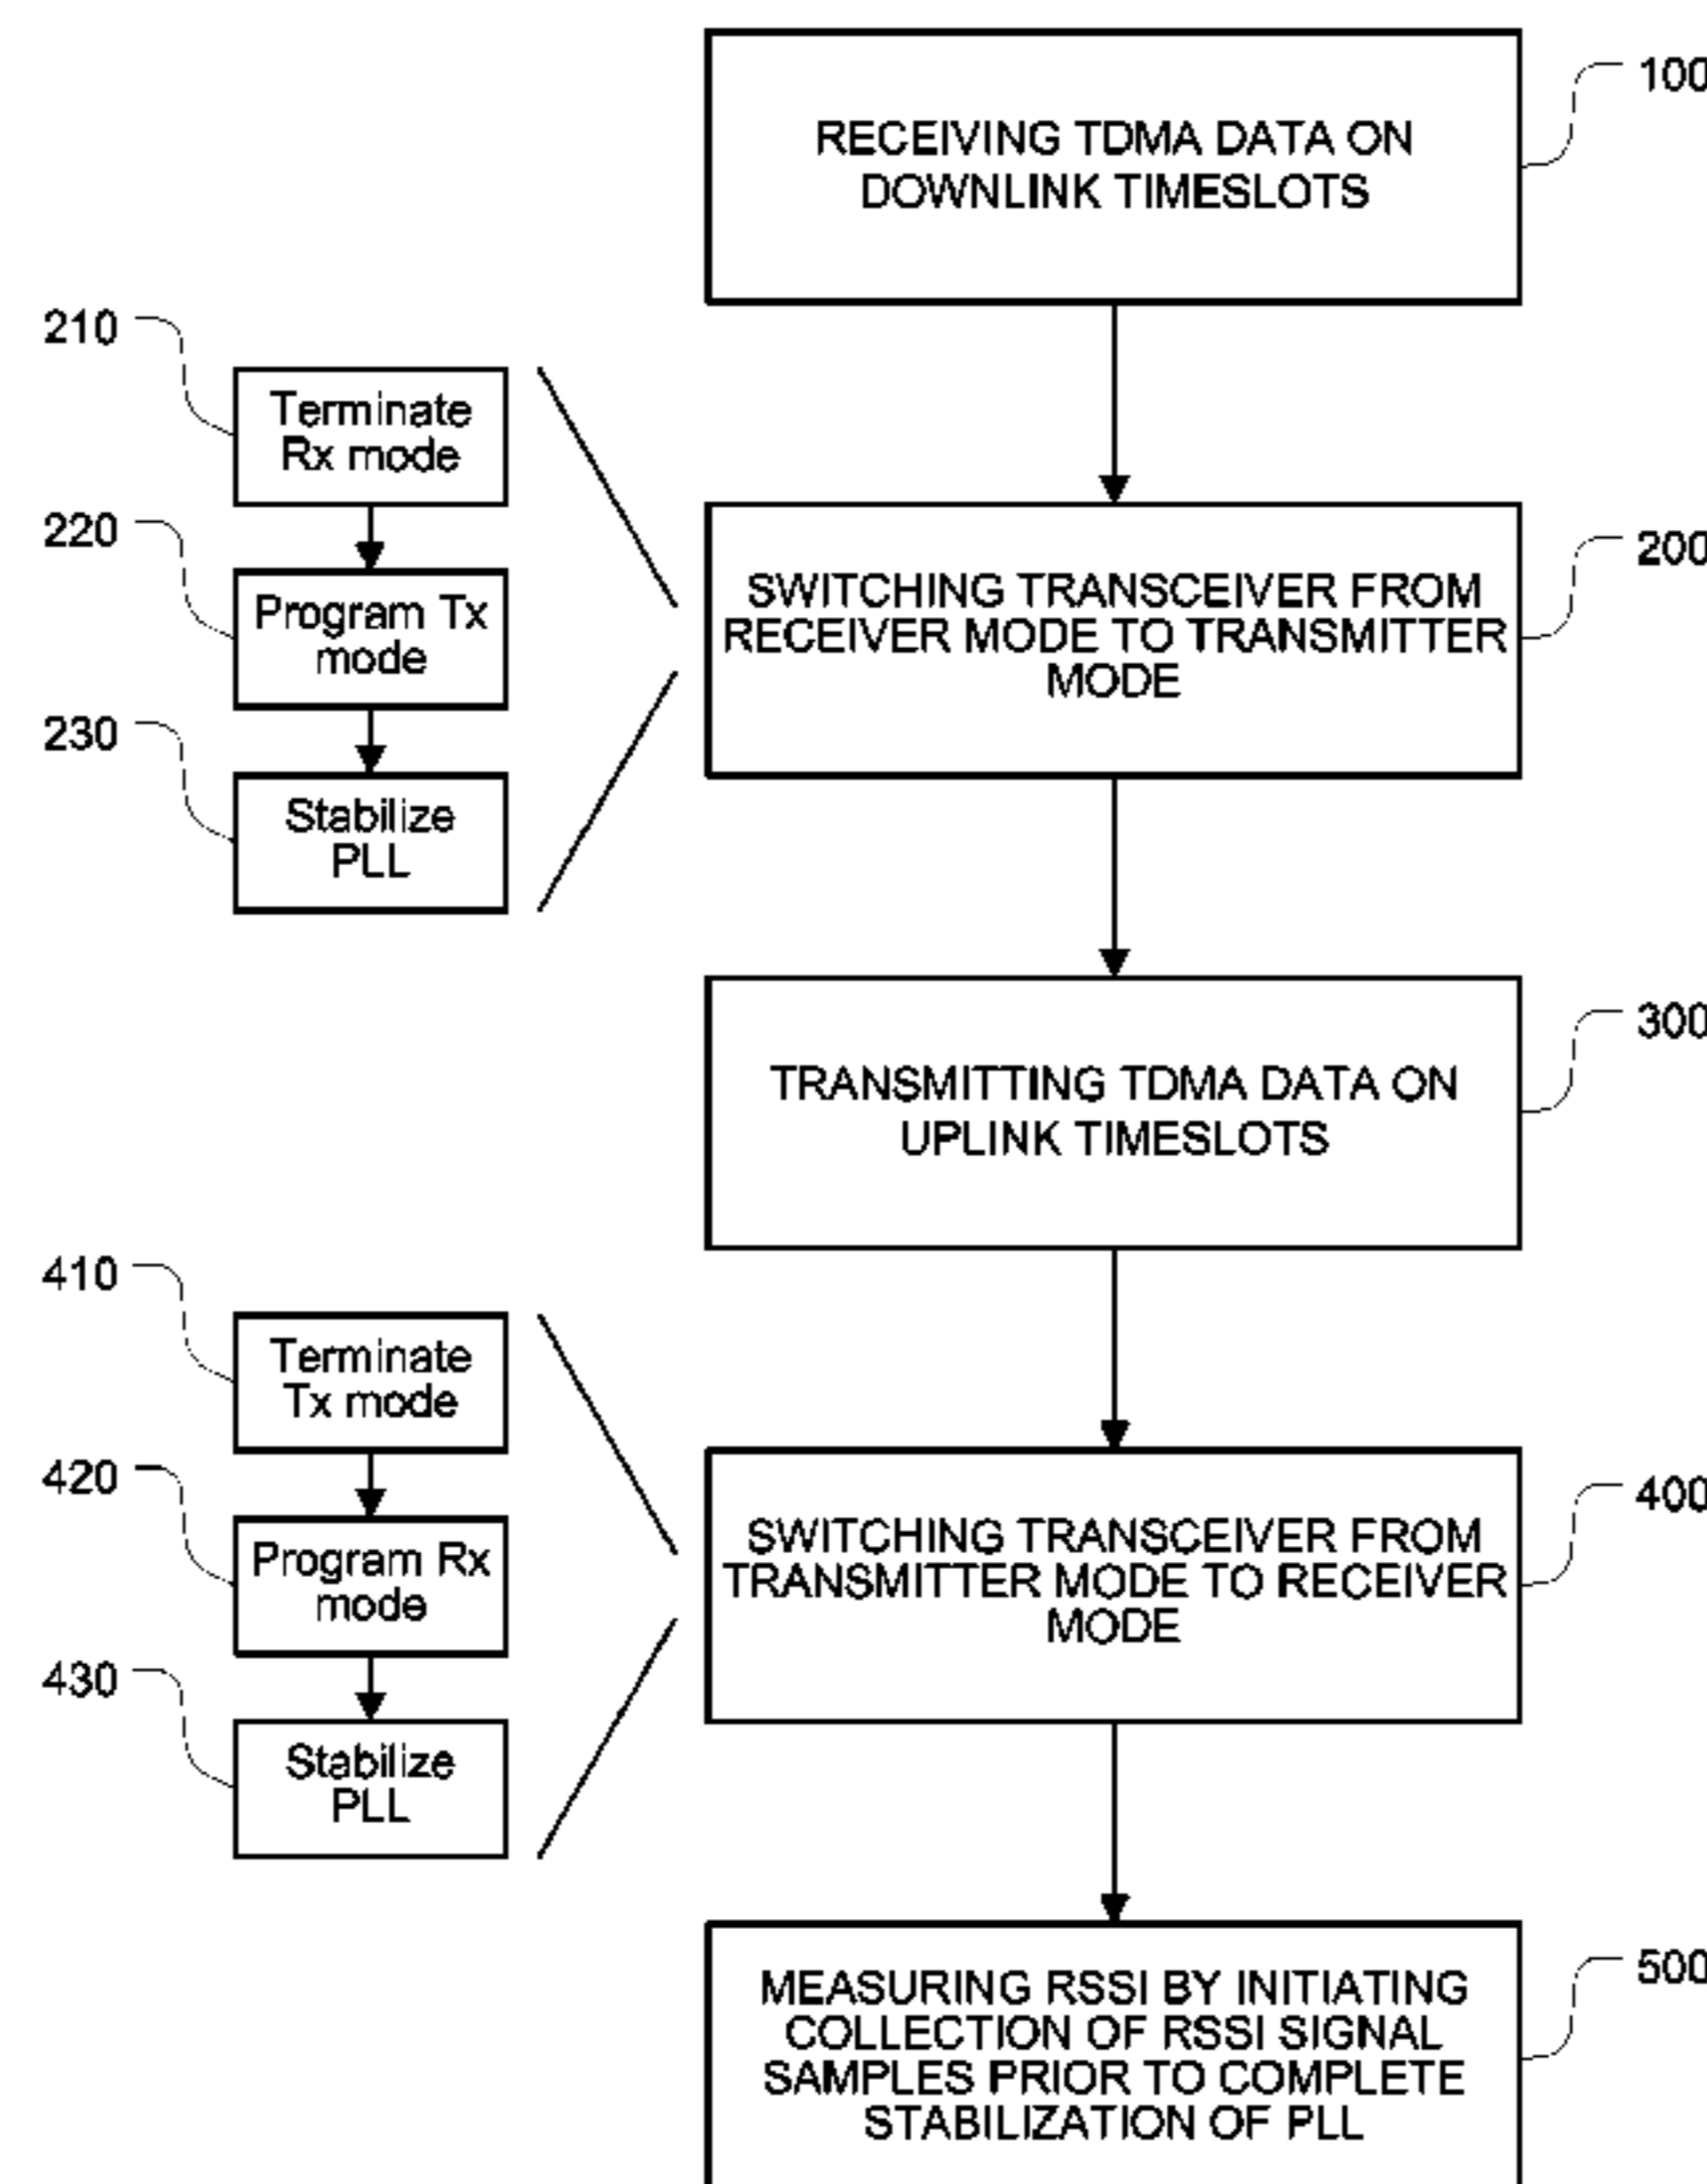 100
RECEIVING TDMA DATA ON
DOWNLINK TIMESLOTS
210
Terminate
Rx mode
220
Program Tx
mode
230
Stabilize
PLL
200
SWITCHING TRANSCEIVER FROM
RECEIVER MODE TO TRANSMITTER
MODE
300
TRANSMITTING TDMA DATA ON
UPLINK TIMESLOTS
410
Terminate
Tx mode
420
Program Rx
mode
430
Stabilize
PLL
400
SWITCHING TRANSCEIVER FROM
TRANSMITTER MODE TO RECEIVER
MODE
500
MEASURING RSSI BY INITIATING
COLLECTION OF RSSI SIGNAL
SAMPLES PRIOR TO COMPLETE
STABILIZATION OF PLL